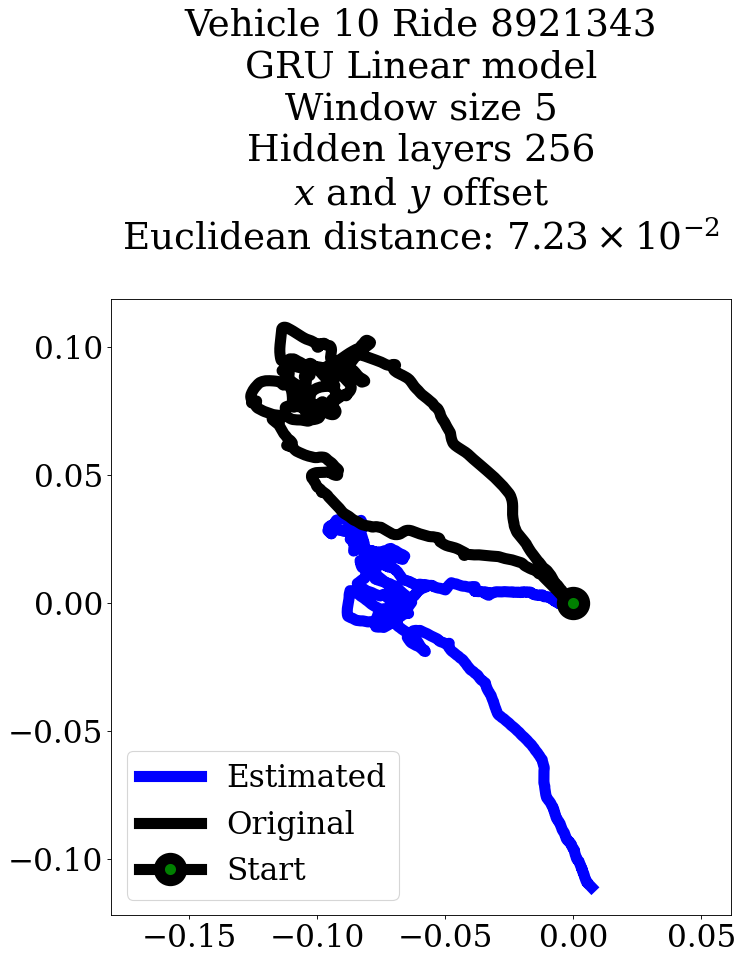 Vehicle 10 Ride 8921343
GRU Linear model
Window size 5
Hidden layers 256
x and y offset
Euclidean distance: 7.23 × 10⁻²
0.10
0.05
0.00
−0.05
−0.10
Estimated
Original
Start
−0.15 −0.10 −0.05 0.00 0.05